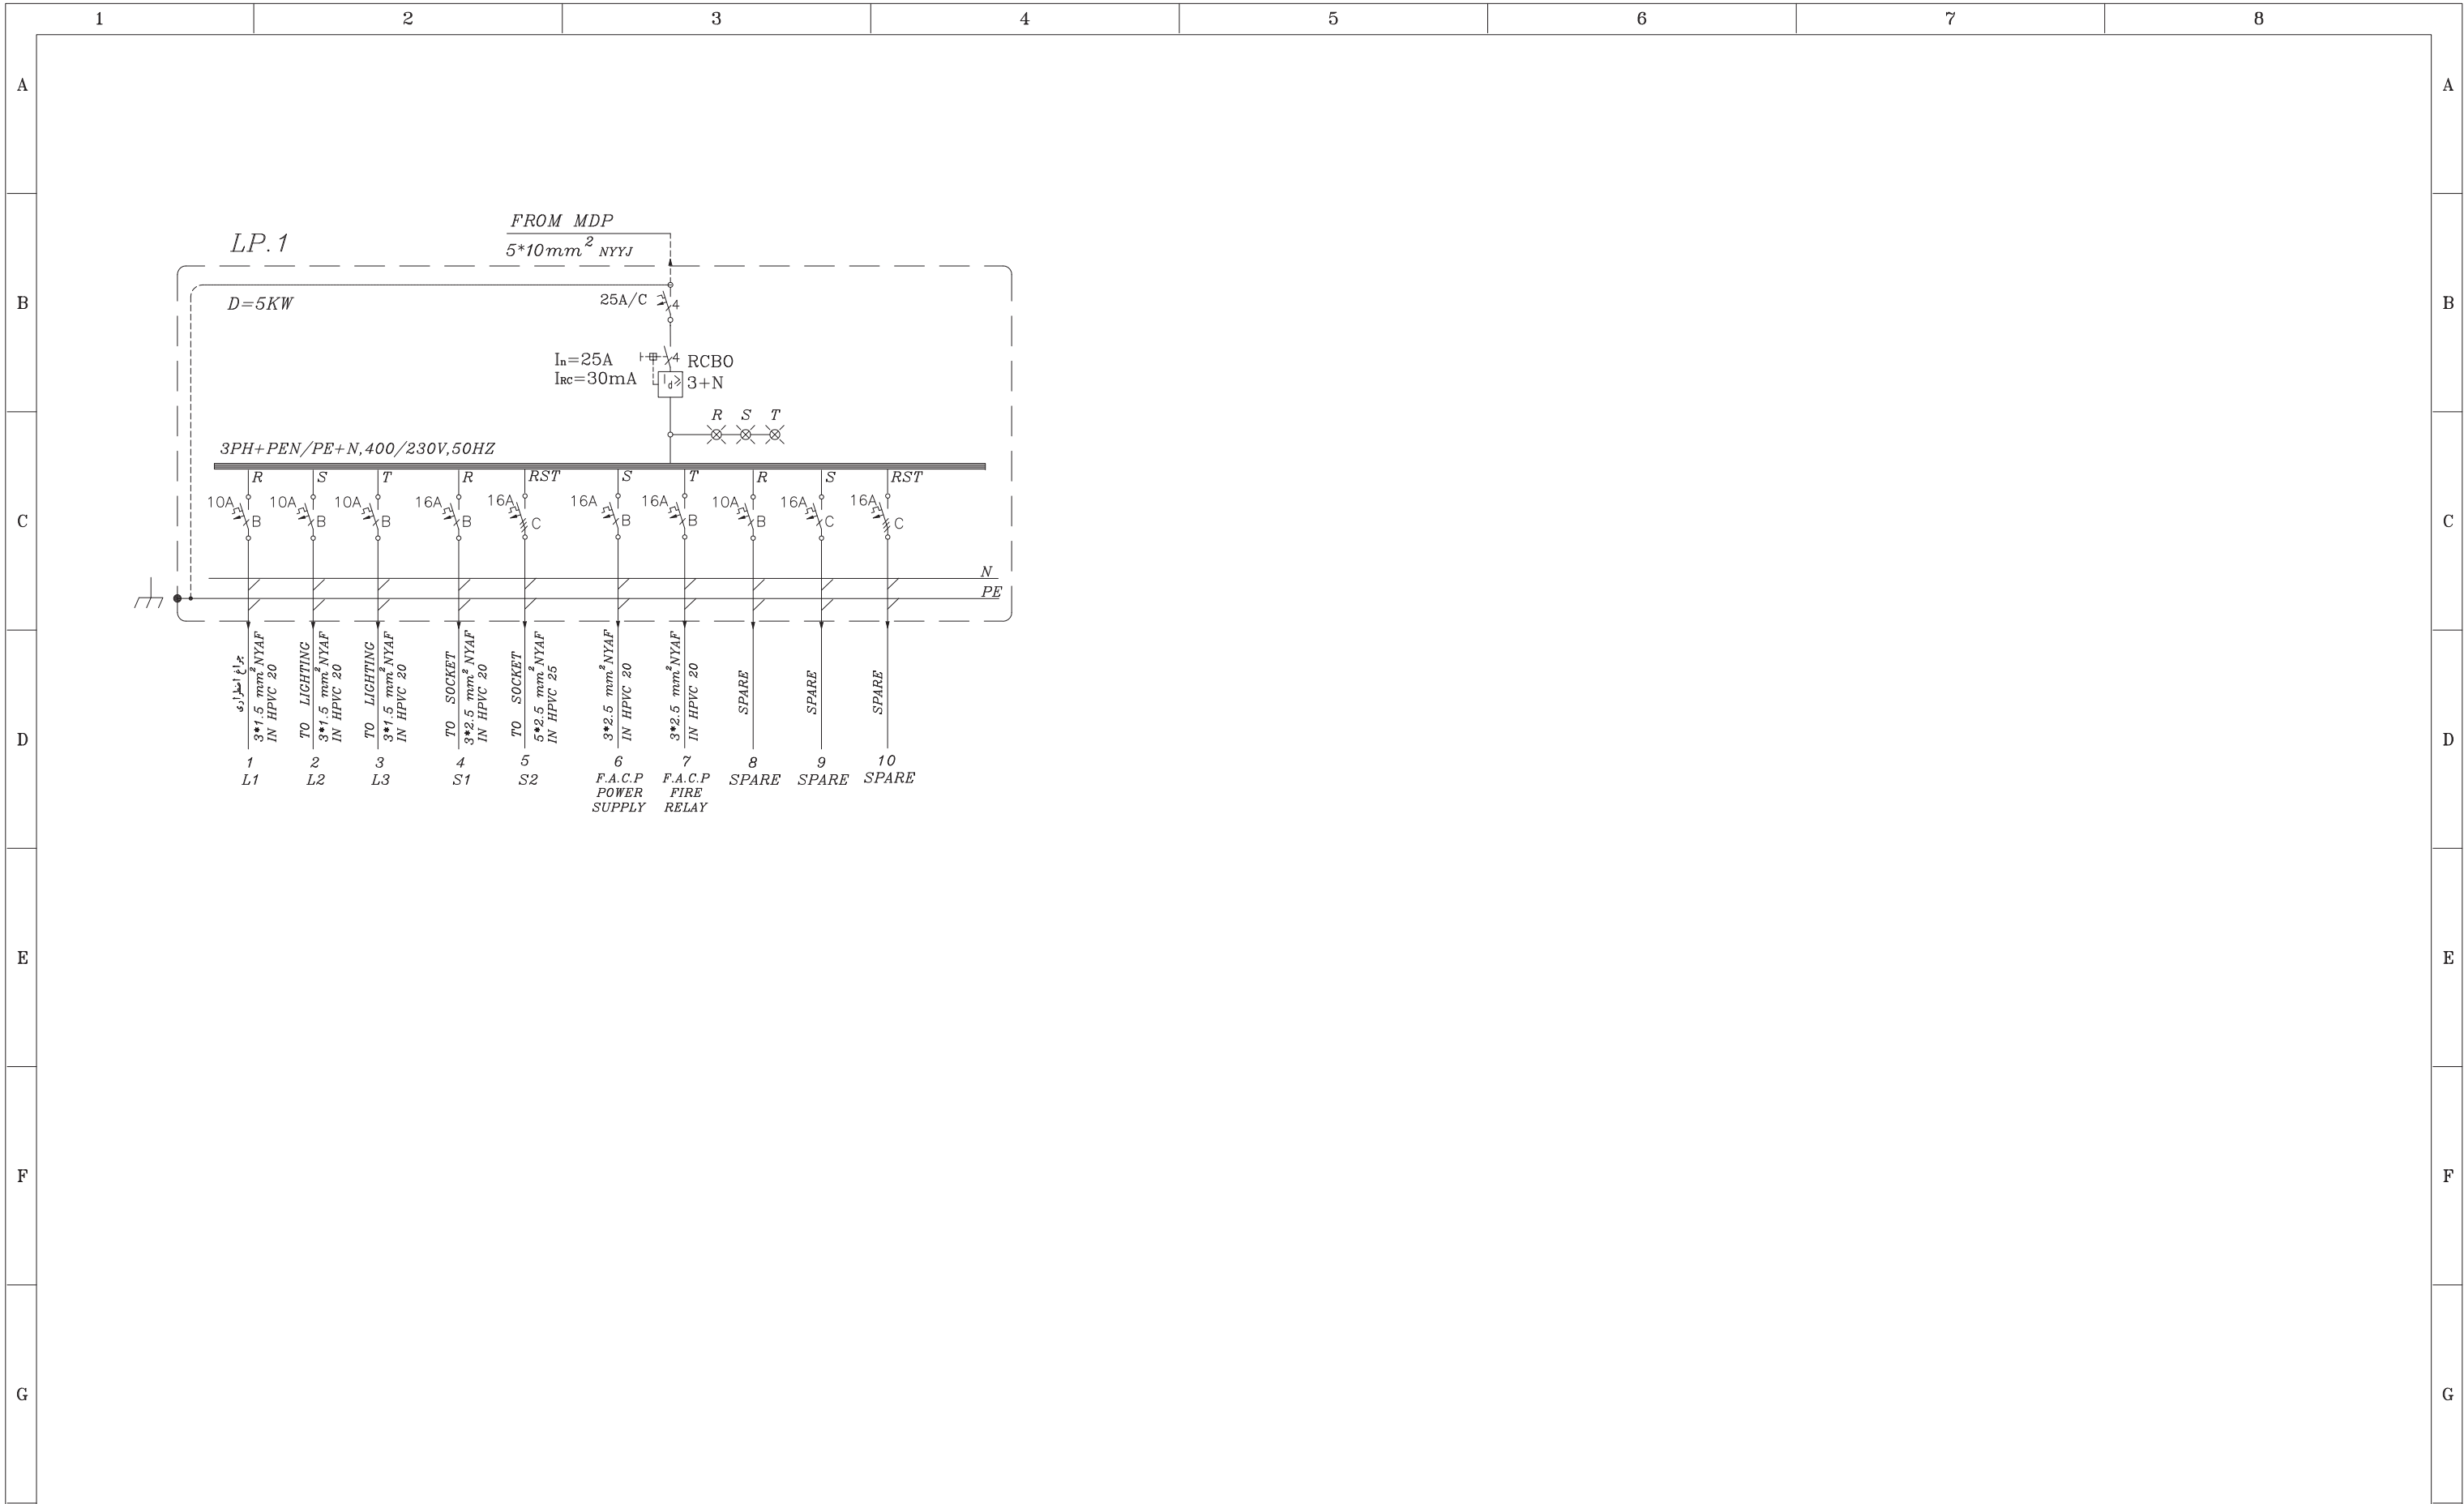 1 2 3 4 5 6 7 8
A A
FROM MDP
LP.1
5*10mm² NYYJ
B B
D=5KW
25A/C 4
In=25A 4 RCBO
IRC=30mA Id> 3+N
R S T
3PH+PEN/PE+N,400/230V,50HZ
R S T R RST S T R S RST
10A 10A 10A 16A 16A 16A 16A 10A 16A 16A
C C
B B B B C B B B C C
N
PE
چراغ اضطراری
3*1.5 mm² NYAF
IN HPVC 20
TO LIGHTING
3*1.5 mm² NYAF
IN HPVC 20
TO LIGHTING
3*1.5 mm² NYAF
IN HPVC 20
TO SOCKET
3*2.5 mm² NYAF
IN HPVC 20
TO SOCKET
5*2.5 mm² NYAF
IN HPVC 25
3*2.5 mm² NYAF
IN HPVC 20
3*2.5 mm² NYAF
IN HPVC 20
SPARE
SPARE
SPARE
D D
1 2 3 4 5 6 7 8 9 10
L1 L2 L3 S1 S2 F.A.C.P F.A.C.P SPARE SPARE SPARE
POWER FIRE
SUPPLY RELAY
E E
F F
G G